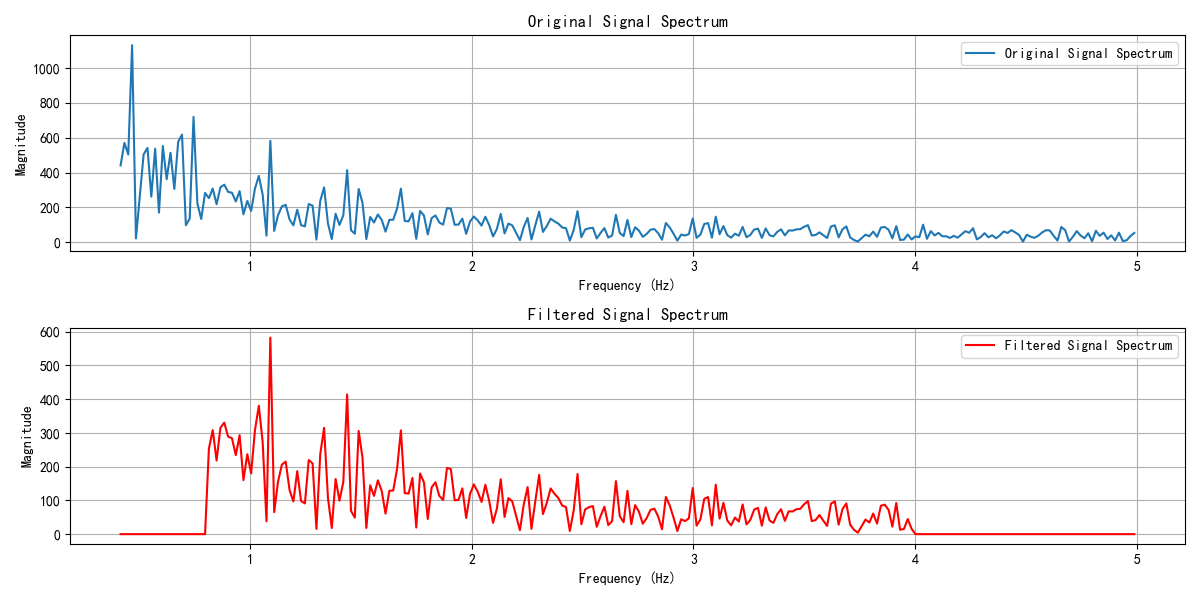 Original Signal Spectrum
Original Signal Spectrum
Magnitude
1000
800
600
400
200
0
1
2
3
4
5
Frequency (Hz)
Filtered Signal Spectrum
Filtered Signal Spectrum
Magnitude
600
500
400
300
200
100
0
1
2
3
4
5
Frequency (Hz)